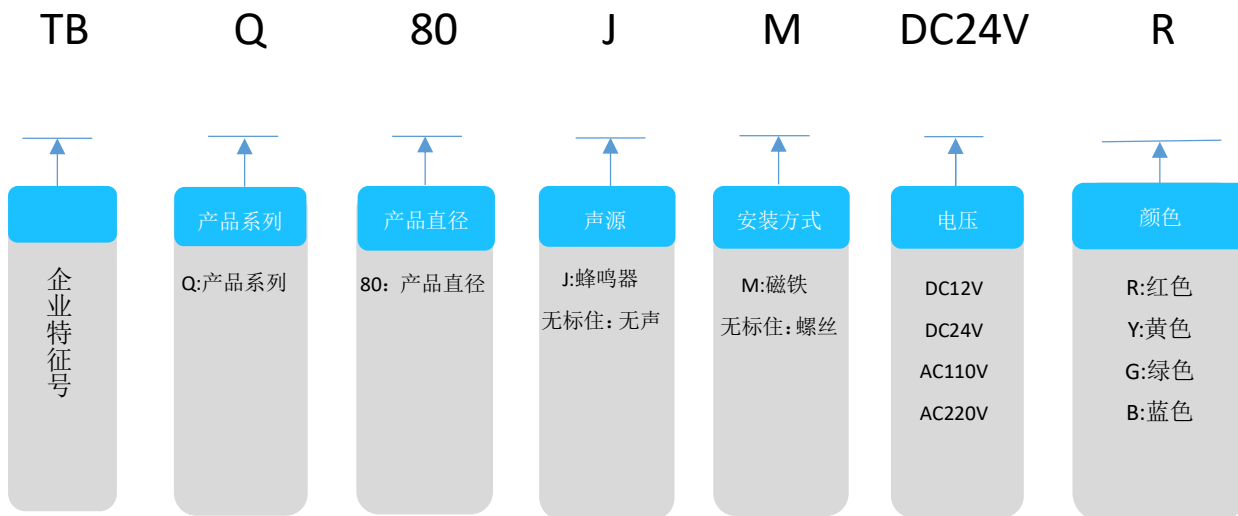 TB Q 80 J M DC24V R
产品系列 产品直径 声源 安装方式 电压 颜色
企业特征号
Q:产品系列
80：产品直径
J:蜂鸣器
无标住：无声
M:磁铁
无标住：螺丝
DC12V
DC24V
AC110V
AC220V
R:红色
Y:黄色
G:绿色
B:蓝色